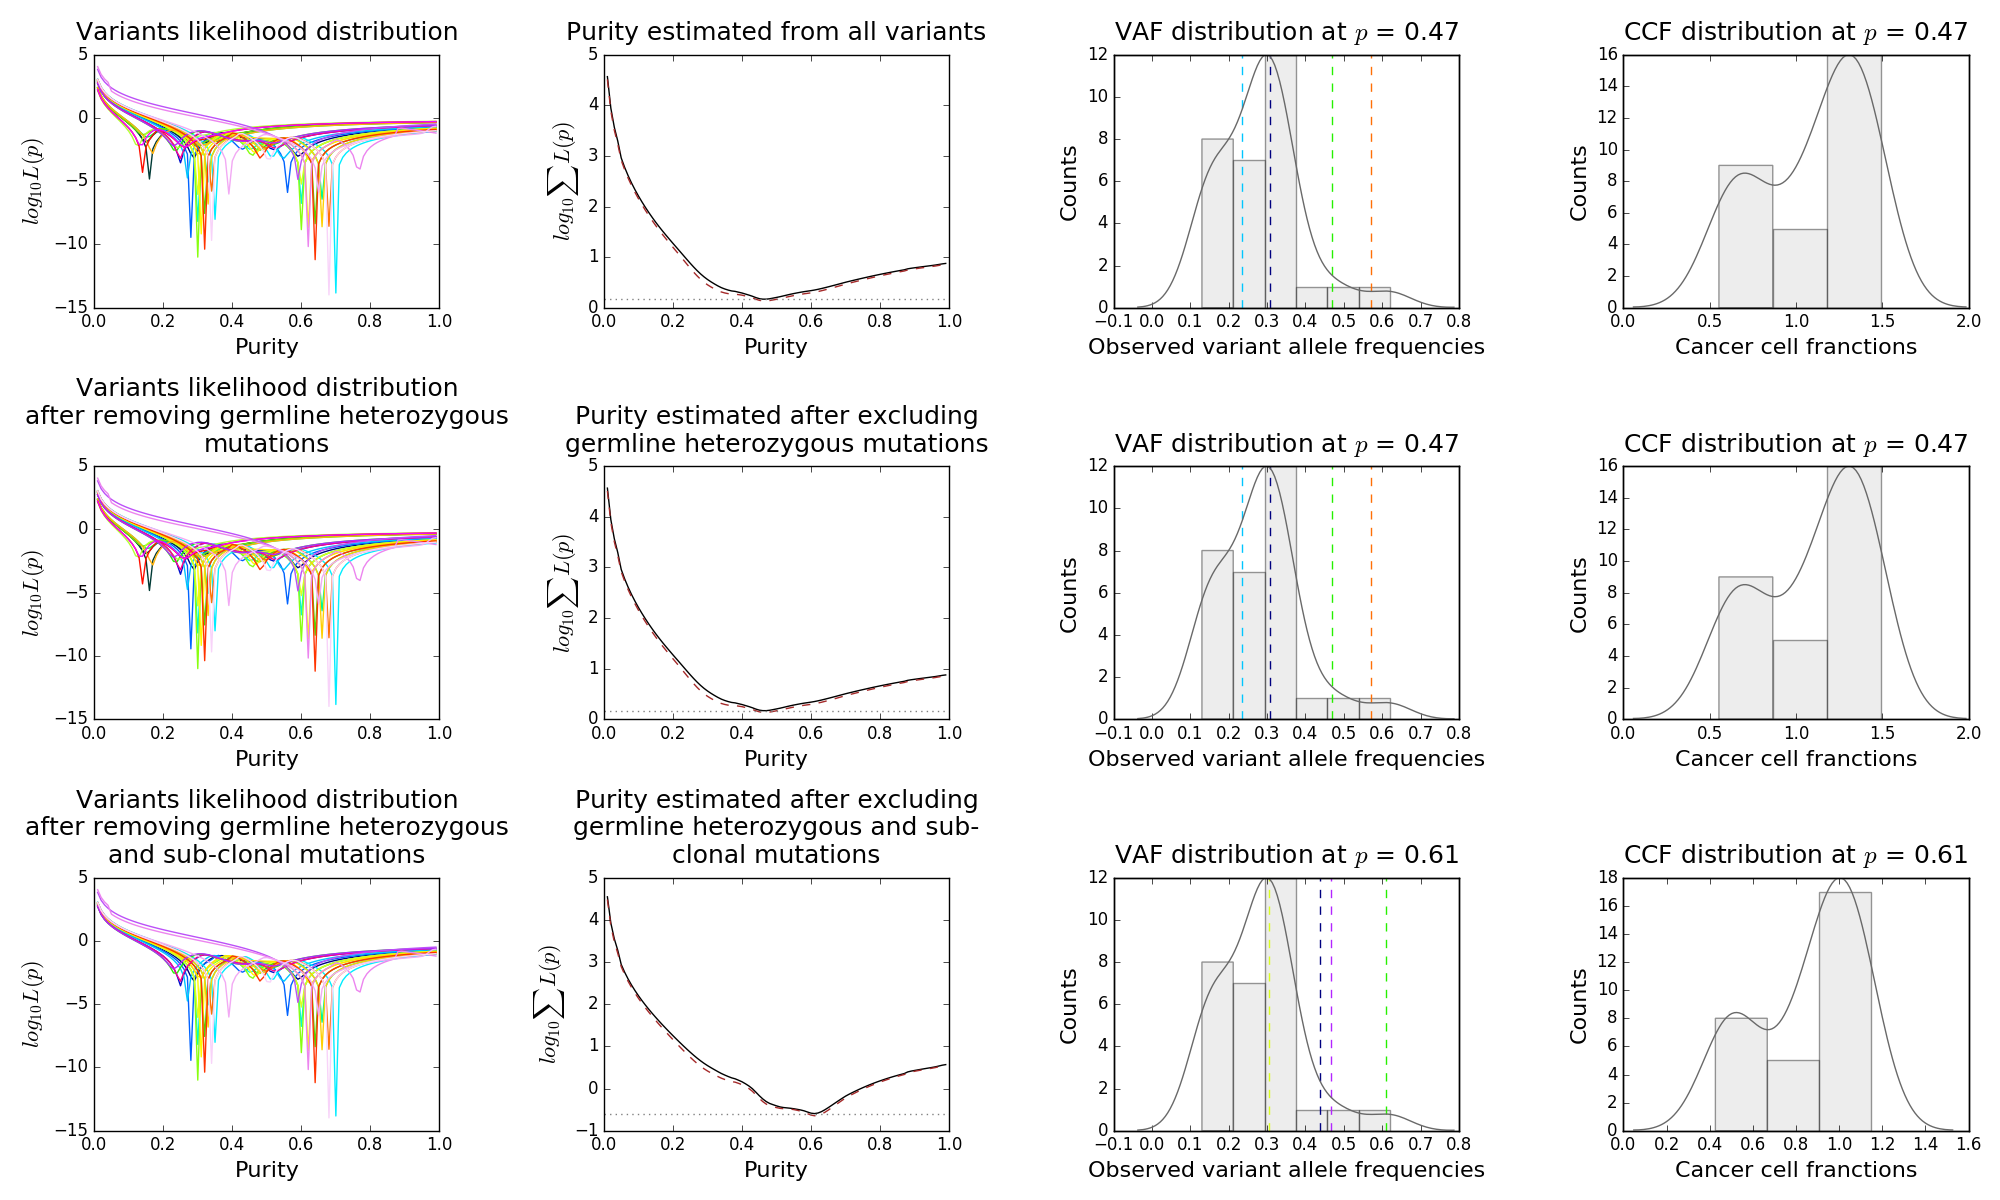 Variants likelihood distribution
5
0
−5
−10
−15
0.0 0.2 0.4 0.6 0.8 1.0
log10L(p)
Purity
Purity estimated from all variants
5
4
3
2
1
0
0.0 0.2 0.4 0.6 0.8 1.0
log10∑L(p)
Purity
VAF distribution at p = 0.47
12
10
8
6
4
2
0
−0.1 0.0 0.1 0.2 0.3 0.4 0.5 0.6 0.7 0.8
Counts
Observed variant allele frequencies
CCF distribution at p = 0.47
16
14
12
10
8
6
4
2
0
0.0 0.5 1.0 1.5 2.0
Counts
Cancer cell franctions
Variants likelihood distribution
after removing germline heterozygous
mutations
5
0
−5
−10
−15
0.0 0.2 0.4 0.6 0.8 1.0
log10L(p)
Purity
Purity estimated after excluding
germline heterozygous mutations
5
4
3
2
1
0
0.0 0.2 0.4 0.6 0.8 1.0
log10∑L(p)
Purity
VAF distribution at p = 0.47
12
10
8
6
4
2
0
−0.1 0.0 0.1 0.2 0.3 0.4 0.5 0.6 0.7 0.8
Counts
Observed variant allele frequencies
CCF distribution at p = 0.47
16
14
12
10
8
6
4
2
0
0.0 0.5 1.0 1.5 2.0
Counts
Cancer cell franctions
Variants likelihood distribution
after removing germline heterozygous
and sub-clonal mutations
5
0
−5
−10
−15
0.0 0.2 0.4 0.6 0.8 1.0
log10L(p)
Purity
Purity estimated after excluding
germline heterozygous and sub-
clonal mutations
5
4
3
2
1
0
−1
0.0 0.2 0.4 0.6 0.8 1.0
log10∑L(p)
Purity
VAF distribution at p = 0.61
12
10
8
6
4
2
0
−0.1 0.0 0.1 0.2 0.3 0.4 0.5 0.6 0.7 0.8
Counts
Observed variant allele frequencies
CCF distribution at p = 0.61
18
16
14
12
10
8
6
4
2
0
0.0 0.2 0.4 0.6 0.8 1.0 1.2 1.4 1.6
Counts
Cancer cell franctions